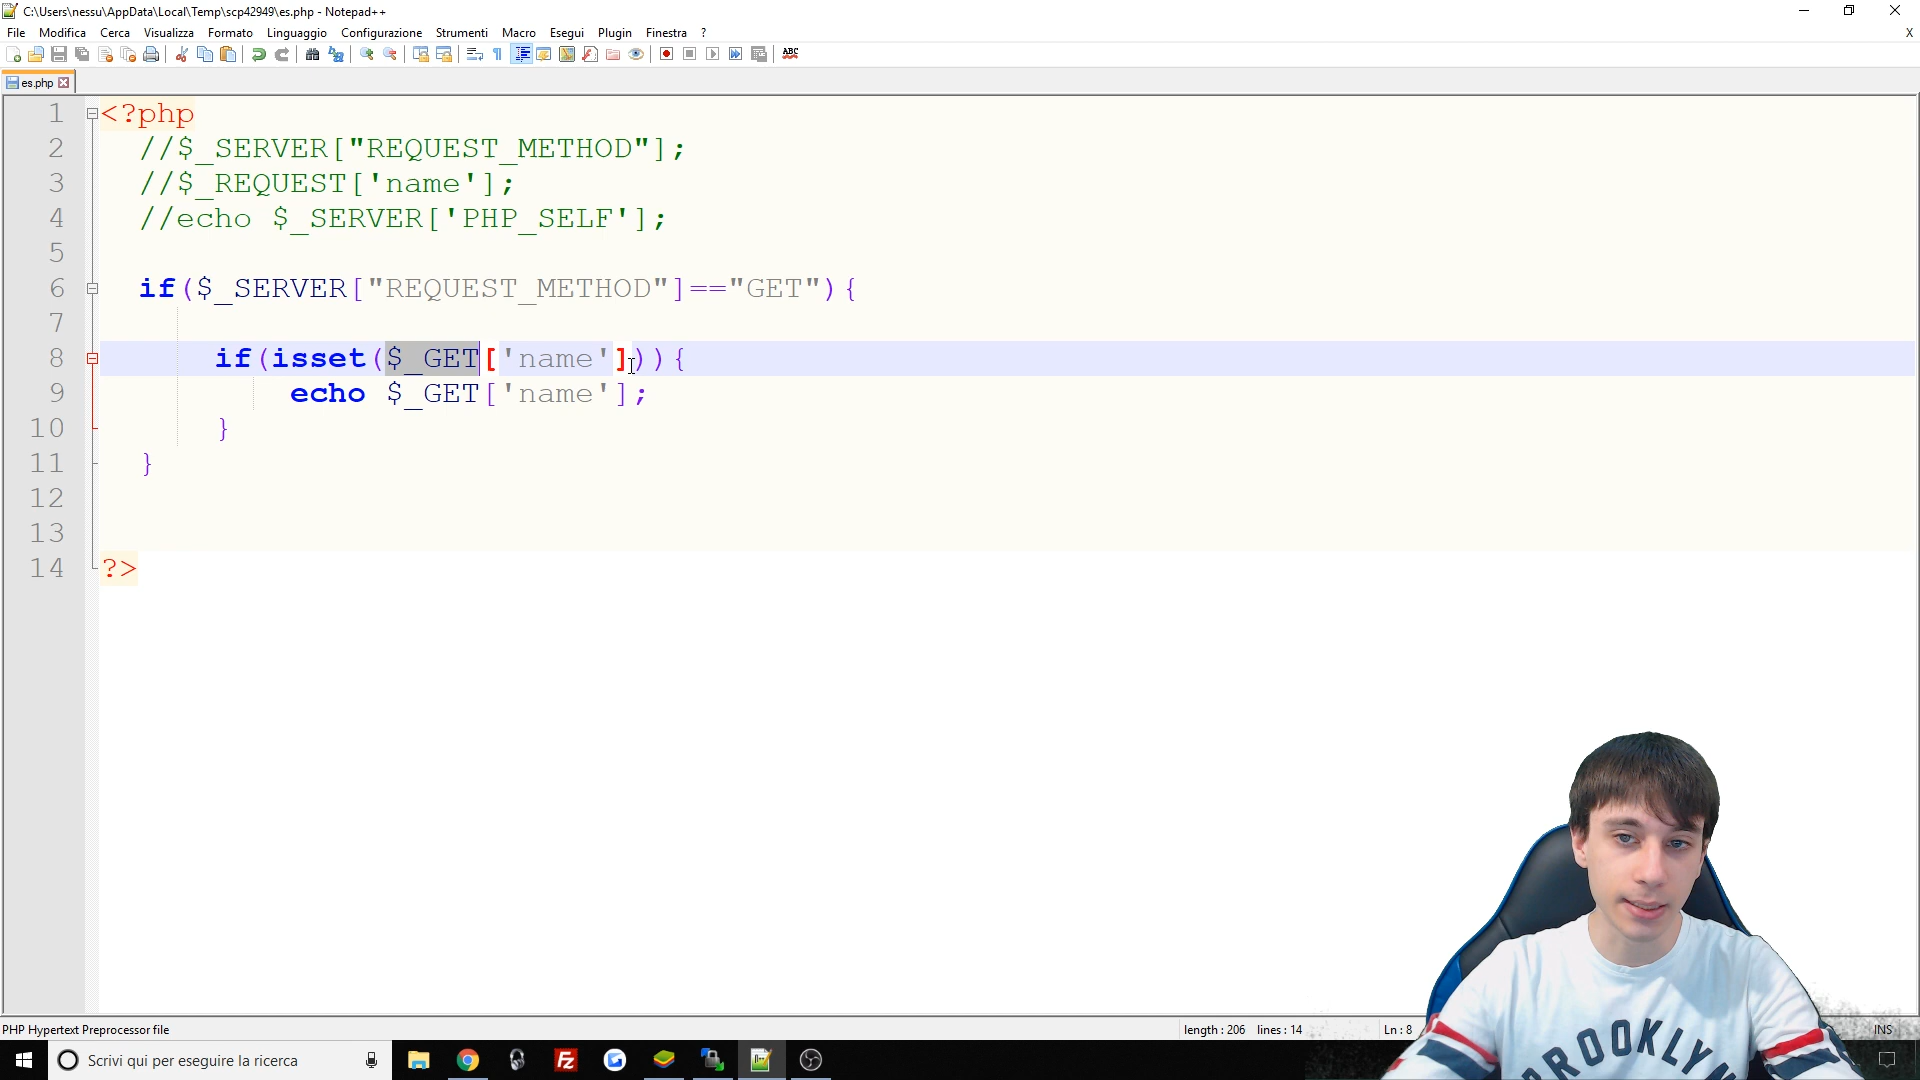 C:\Users\nessu\AppData\Local\Temp\scp42949\es.php - Notepad++
File Modifica Cerca Visualizza Formato Linguaggio Configurazione Strumenti Macro Esegui Plugin Finestra ? X
ABC
es.php
1 <?php
2 //$_SERVER["REQUEST_METHOD"];
3 //$_REQUEST['name'];
4 //echo $_SERVER['PHP_SELF'];
5
6 if($_SERVER["REQUEST_METHOD"]=="GET"){
7
8 if(isset($_GET['name'])){
9 echo $_GET['name'];
10 }
11 }
12
13
14 ?>
PHP Hypertext Preprocessor file length : 206 lines : 14 Ln : 8 INS
Scrivi qui per eseguire la ricerca
Fz
BROOKLYN